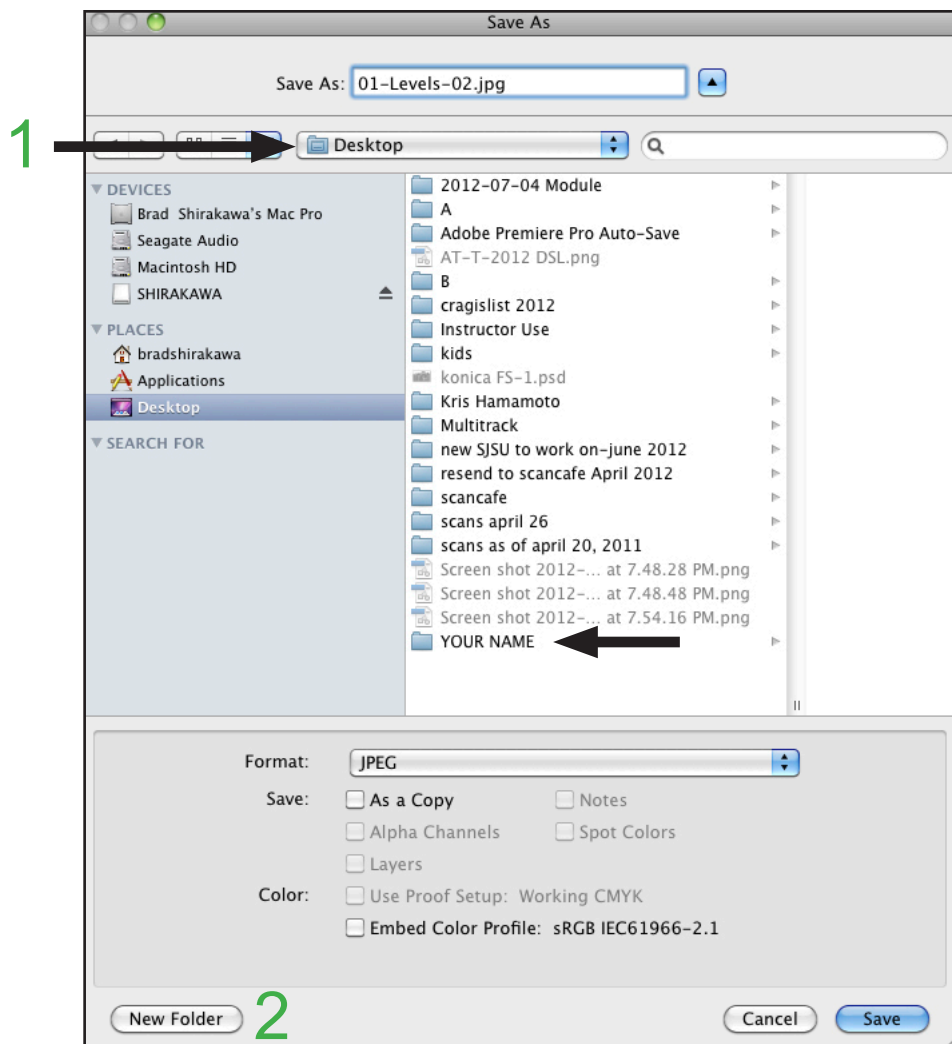 Save As
Save As: 01-Levels-02.jpg
1
Desktop
DEVICES
Brad Shirakawa's Mac Pro
Seagate Audio
Macintosh HD
SHIRAKAWA
PLACES
bradshirakawa
Applications
Desktop
SEARCH FOR
2012-07-04 Module
A
Adobe Premiere Pro Auto-Save
AT-T-2012 DSL.png
B
cragislist 2012
Instructor Use
kids
konica FS-1.psd
Kris Hamamoto
Multitrack
new SJSU to work on-june 2012
resend to scancafe April 2012
scancafe
scans april 26
scans as of april 20, 2011
Screen shot 2012-... at 7.48.28 PM.png
Screen shot 2012-... at 7.48.48 PM.png
Screen shot 2012-... at 7.54.16 PM.png
YOUR NAME
Format: JPEG
Save: As a Copy Notes
Alpha Channels Spot Colors
Layers
Color: Use Proof Setup: Working CMYK
Embed Color Profile: sRGB IEC61966-2.1
New Folder 2 Cancel Save